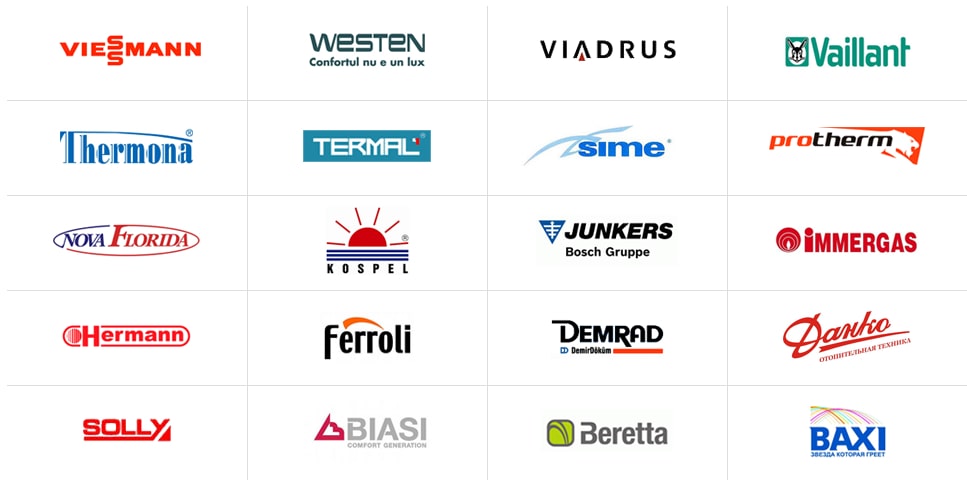 VIESSMANN
WESTEN
Confortul nu e un lux
VIADRUS
Vaillant
Thermona®
TERMAL
sime®
protherm
NOVA FLORIDA
®
KOSPEL
JUNKERS
Bosch Gruppe
iMMERGAS
Hermann
Ferroli
DEMRAD
DD DemirDöküm
Данко
ОТОПИТЕЛЬНАЯ ТЕХНИКА
SOLLY
BIASI
COMFORT GENERATION
Beretta
BAXI
ЗВЕЗДА КОТОРАЯ ГРЕЕТ